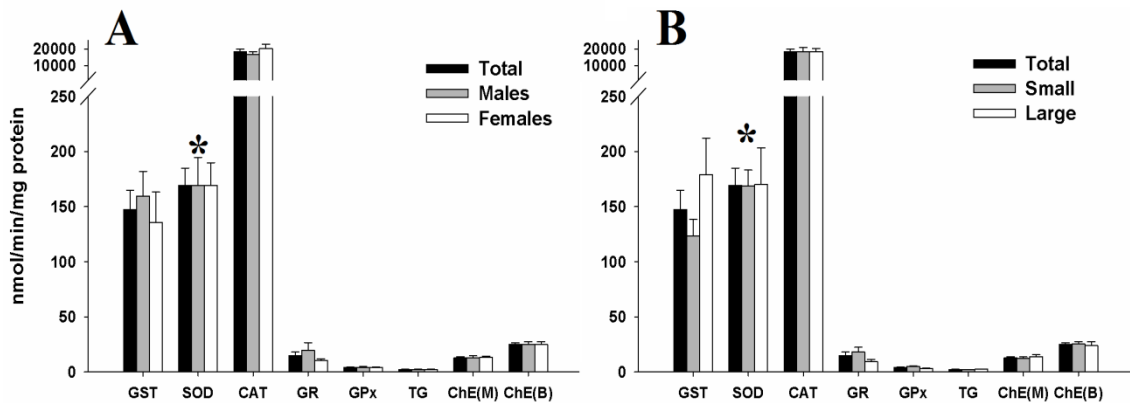 A
20000
10000
250
200
150
100
50
0
nmol/min/mg protein
Total
Males
Females
*
GST SOD CAT GR GPx TG ChE(M) ChE(B)
B
20000
10000
250
200
150
100
50
0
Total
Small
Large
*
GST SOD CAT GR GPx TG ChE(M) ChE(B)